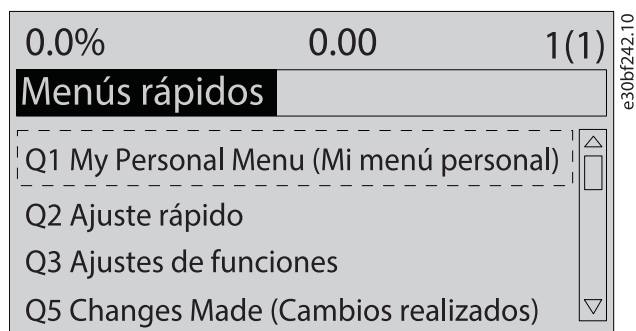 0.0% 0.00 1(1)
Menús rápidos
Q1 My Personal Menu (Mi menú personal)
Q2 Ajuste rápido
Q3 Ajustes de funciones
Q5 Changes Made (Cambios realizados)
e30bf242.10